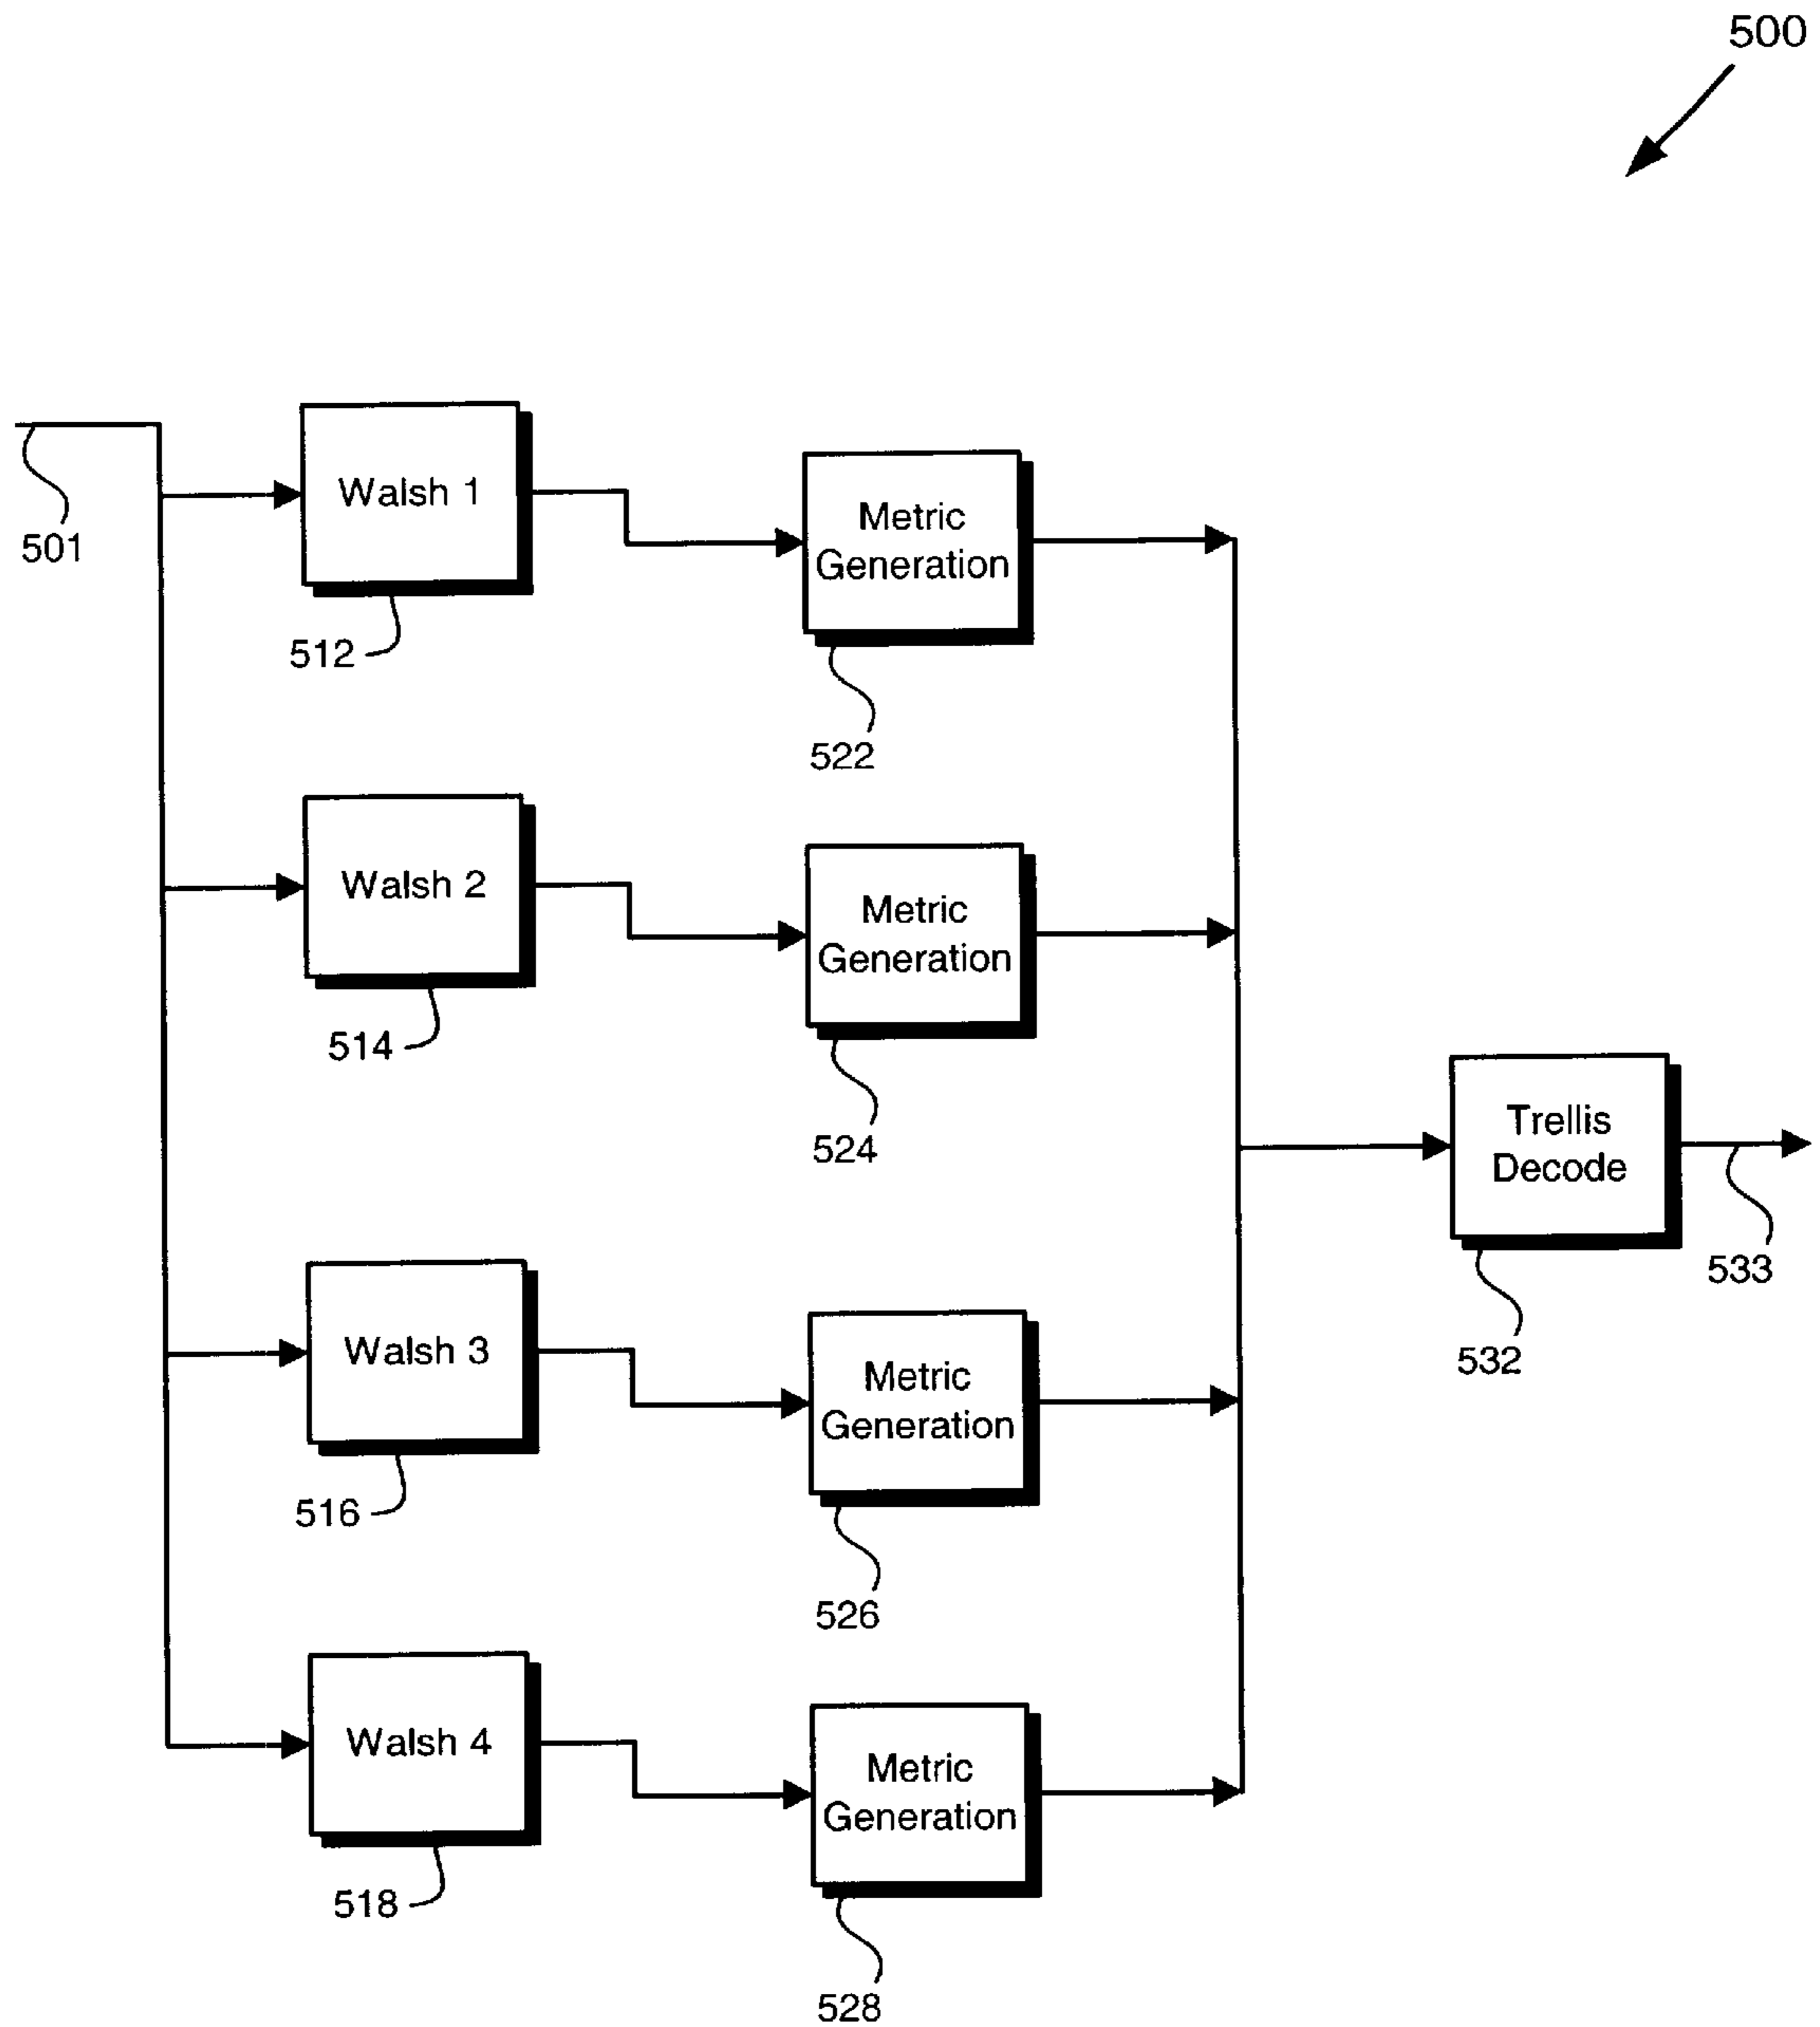 500
501
Walsh 1
512
Metric
Generation
522
Walsh 2
514
Metric
Generation
524
Trellis
Decode
533
532
Walsh 3
516
Metric
Generation
526
Walsh 4
518
Metric
Generation
528